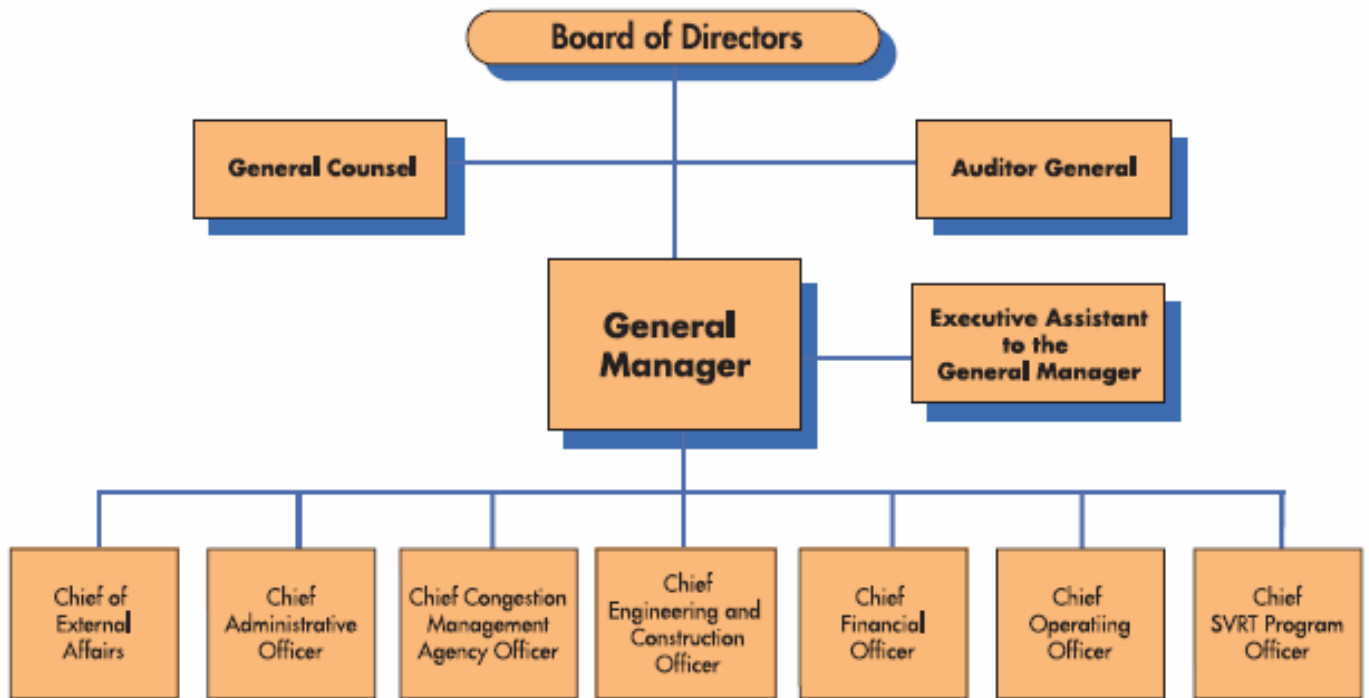 Board of Directors
General Counsel
Auditor General
General
Manager
Executive Assistant
to the
General Manager
Chief of
External
Affairs
Chief
Administrative
Officer
Chief Congestion
Management
Agency Officer
Chief
Engineering and
Construction
Officer
Chief
Financial
Officer
Chief
Operatiing
Officer
Chief
SVRT Program
Officer